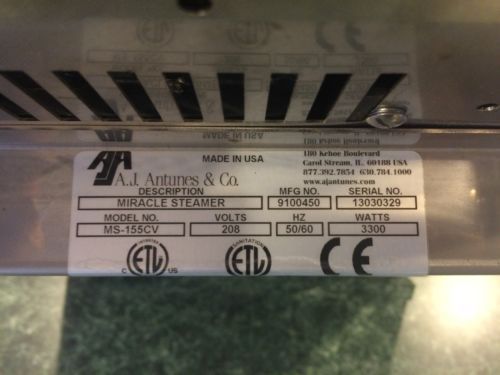 AJA
MADE IN USA
180 Kehoe Boulevard
Carol Stream, IL. 60188 USA
A.J. Antunes & Co.
877.392.7854 630.784.1000
www.ajantunes.com
DESCRIPTION MFG NO. SERIAL NO.
MIRACLE STEAMER 9100450 13030329
MODEL NO. VOLTS HZ WATTS
MS-155CV 208 50/60 3300
C ETL US
SANITATION ETL
CE